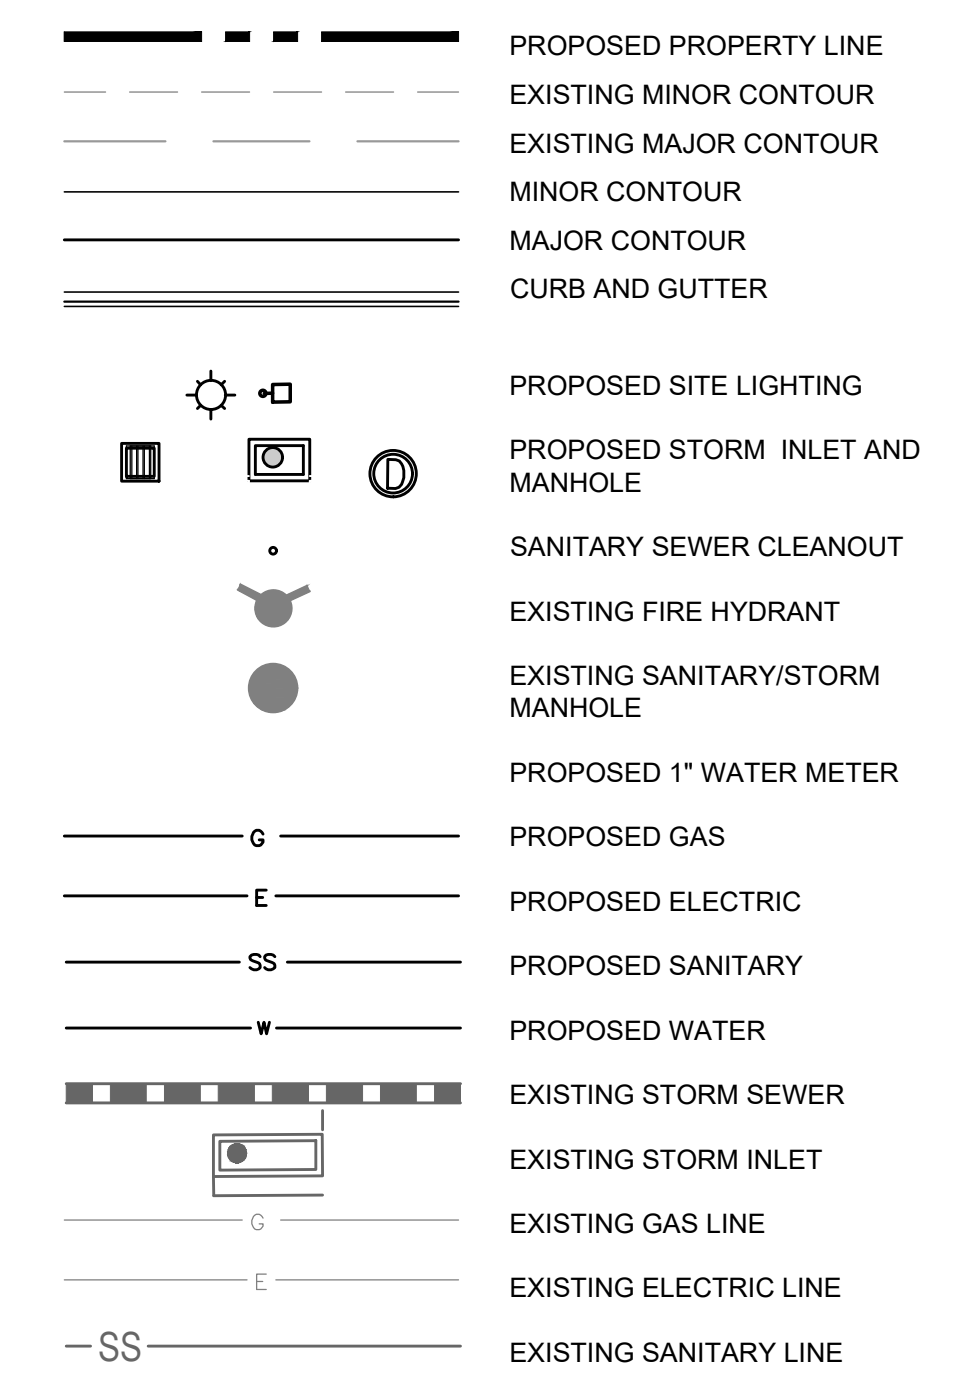 PROPOSED PROPERTY LINE
EXISTING MINOR CONTOUR
EXISTING MAJOR CONTOUR
MINOR CONTOUR
MAJOR CONTOUR
CURB AND GUTTER
PROPOSED SITE LIGHTING
PROPOSED STORM INLET AND
MANHOLE
D
SANITARY SEWER CLEANOUT
EXISTING FIRE HYDRANT
EXISTING SANITARY/STORM
MANHOLE
PROPOSED 1" WATER METER
G PROPOSED GAS
E PROPOSED ELECTRIC
SS PROPOSED SANITARY
W PROPOSED WATER
EXISTING STORM SEWER
EXISTING STORM INLET
G EXISTING GAS LINE
E EXISTING ELECTRIC LINE
SS EXISTING SANITARY LINE